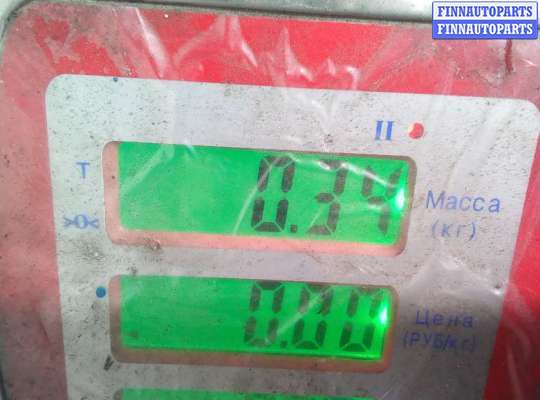 FINNAUTOPARTS
FINNAUTOPARTS
II
T
0.34
Масса
(кг)
>0<
0.00
Цена
(РУБ/кг)